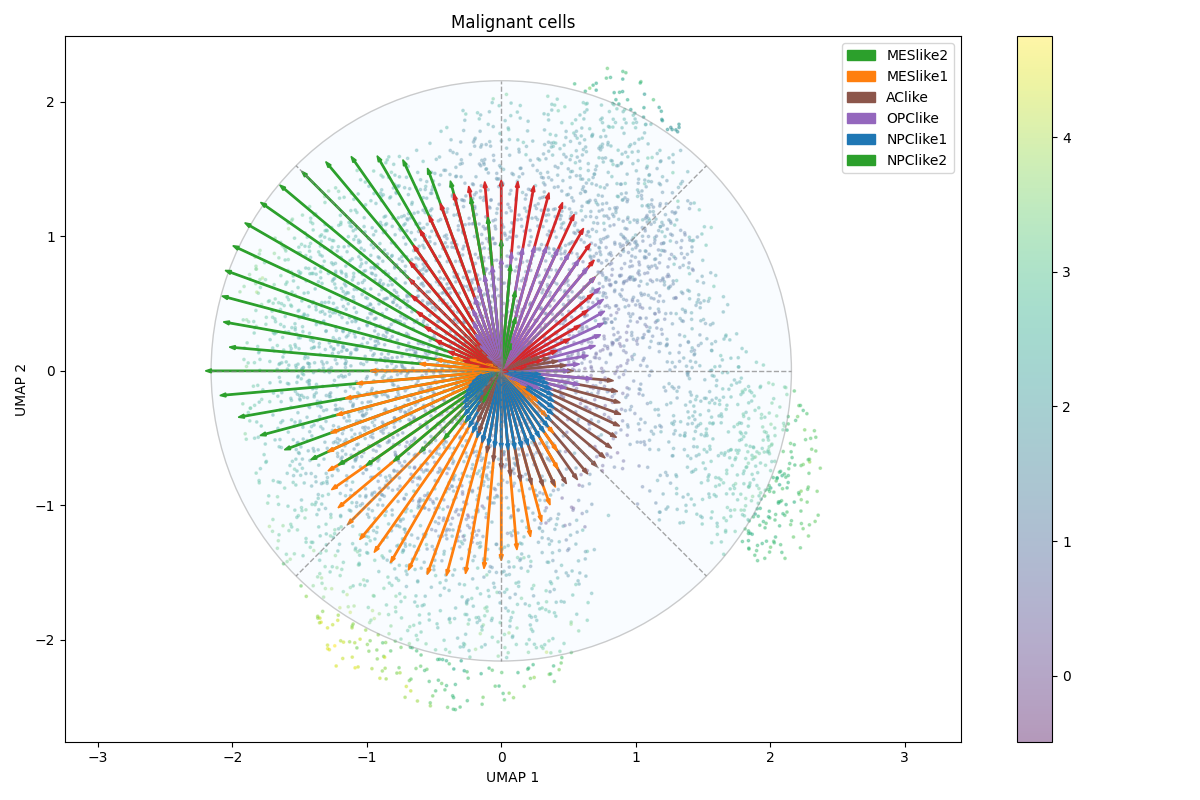 Malignant cells
MESlike2
MESlike1
AClike
OPClike
NPClike1
NPClike2
2
1
0
−1
−2
UMAP 2
−3
−2
−1
0
1
2
3
UMAP 1
4
3
2
1
0